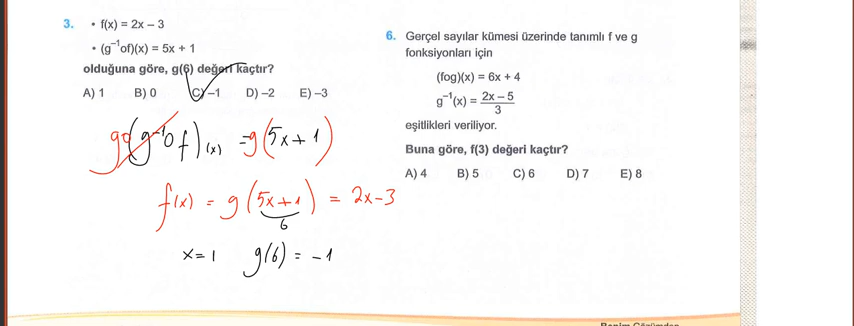 3. • f(x) = 2x – 3
• (g⁻¹of)(x) = 5x + 1
olduğuna göre, g(6) değeri kaçtır?
A) 1 B) 0 C) –1 D) –2 E) –3
go(g⁻¹of)(x) = g(5x+1)
f(x) = g(5x+1) = 2x-3
6
x=1 g(6) = -1
6. Gerçel sayılar kümesi üzerinde tanımlı f ve g
fonksiyonları için
(fog)(x) = 6x + 4
g⁻¹(x) = (2x – 5)/3
eşitlikleri veriliyor.
Buna göre, f(3) değeri kaçtır?
A) 4 B) 5 C) 6 D) 7 E) 8